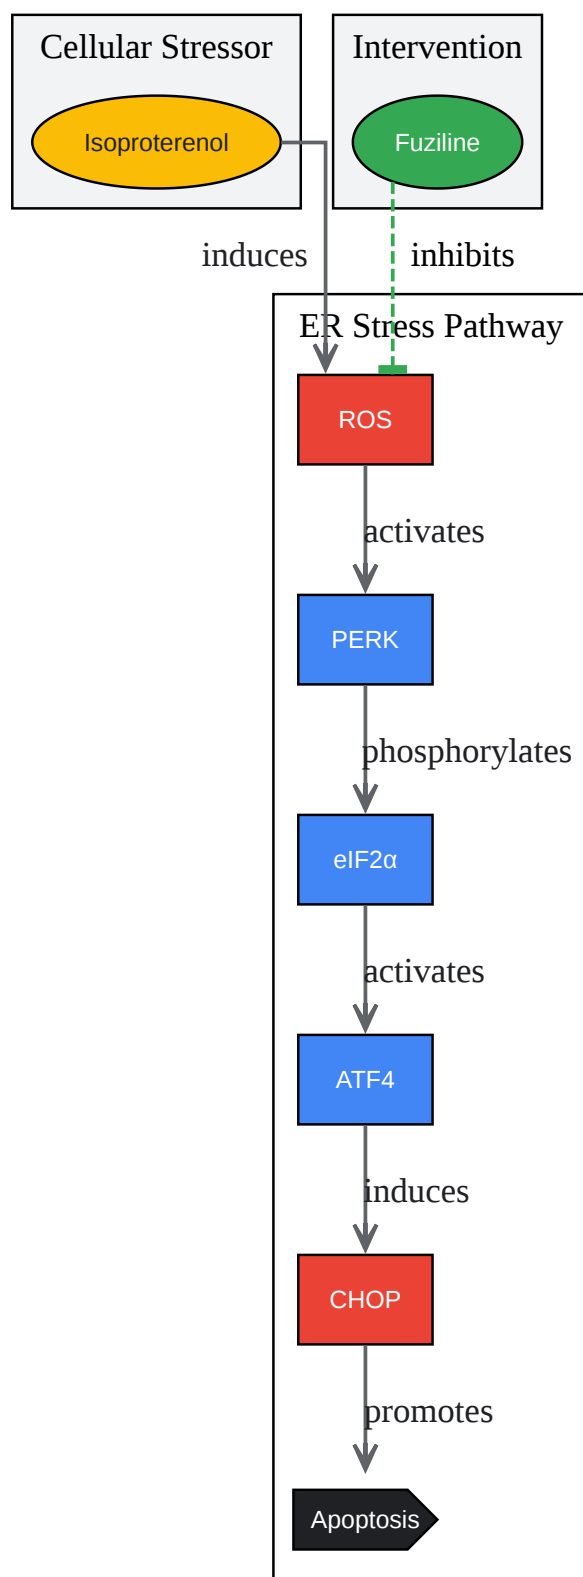 Cellular Stressor
Intervention
Isoproterenol
Fuziline
induces
inhibits
ER Stress Pathway
ROS
activates
PERK
phosphorylates
eIF2α
activates
ATF4
induces
CHOP
promotes
Apoptosis